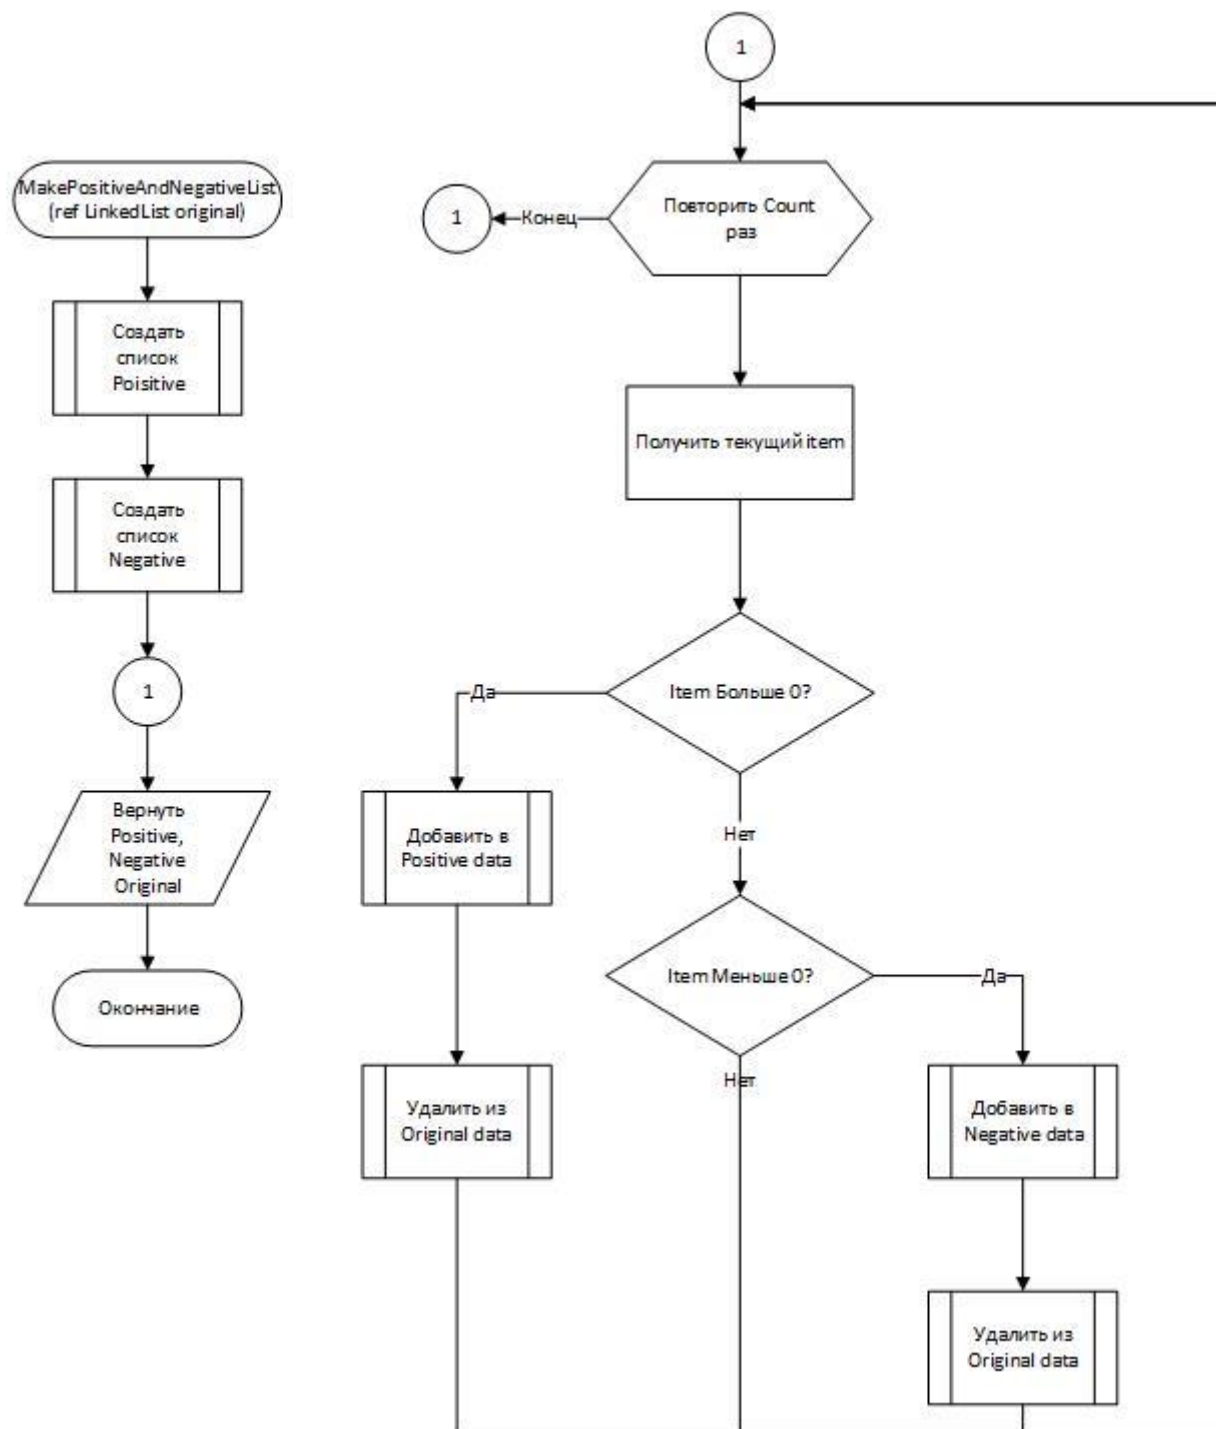 MakePositiveAndNegativeList
(ref LinkedList original)
Создать
список
Poisitive
Создать
список
Negative
1
Вернуть
Positive,
Negative
Original
Окончание
1
Повторить Count
раз
Конец
1
Получить текущий item
Item Больше 0?
Да
Добавить в
Positive data
Удалить из
Original data
Нет
Item Меньше 0?
Да
Нет
Добавить в
Negative data
Удалить из
Original data